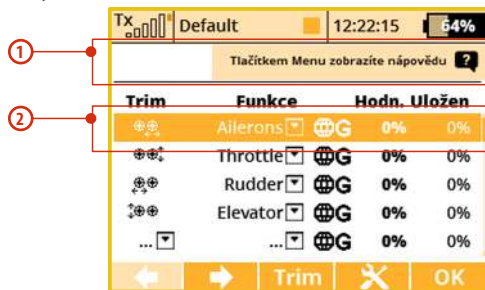 Tx Default 12:22:15 64%
1
Tlačítkem Menu zobrazíte nápovědu ?
2
Trim Funkce Hodn. Uložen
Ailerons G 0% 0%
Throttle G 0% 0%
Rudder G 0% 0%
Elevator G 0% 0%
... ... G 0% 0%
Trim OK